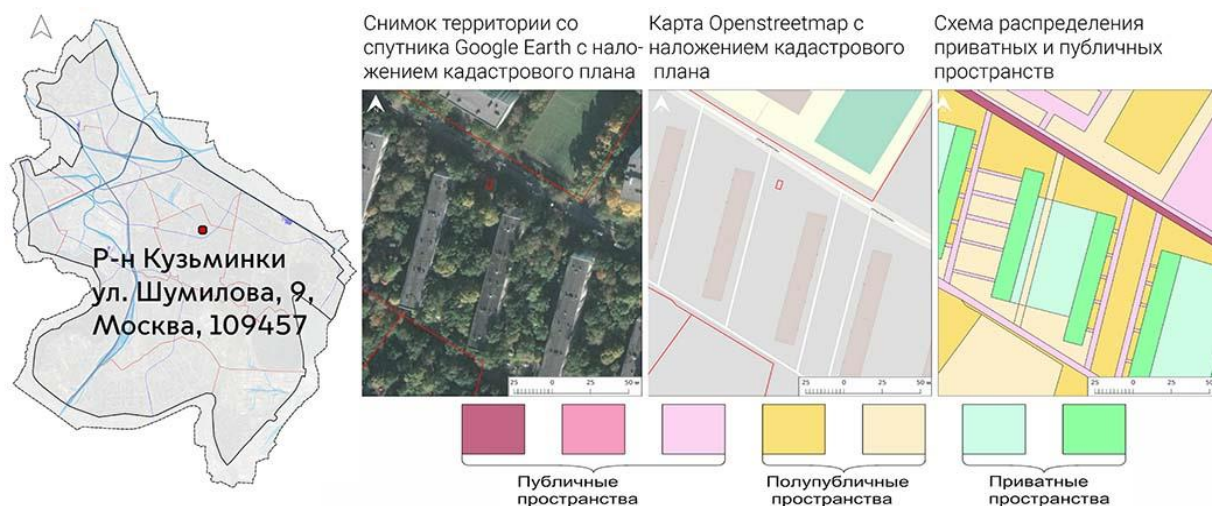 Р-н Кузьминки
ул. Шумилова, 9,
Москва, 109457
Снимок территории со
спутника Google Earth с нало-
жением кадастрового плана
Карта Openstreetmap с
наложением кадастрового
плана
Схема распределения
приватных и публичных
пространств
25 0 25 50 м
25 0 25 50 м
25 0 25 50 м
Публичные
пространства
Полупубличные
пространства
Приватные
пространства